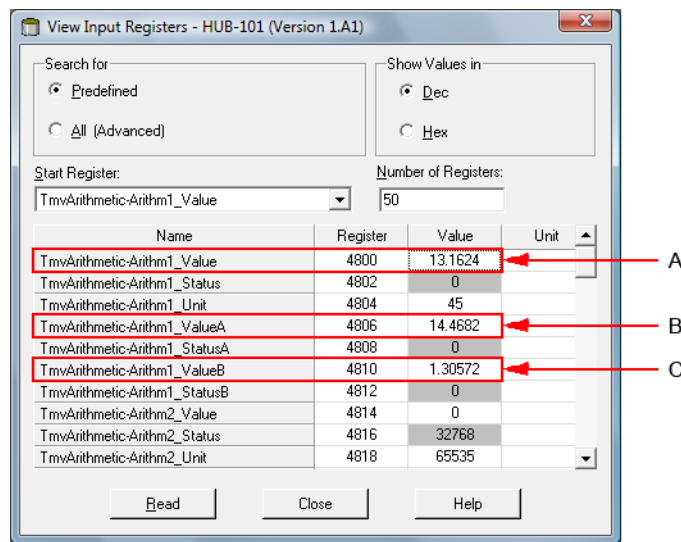 View Input Registers - HUB-101 (Version 1.A1)
Search for
Show Values in
Predefined
Dec
All (Advanced)
Hex
Start Register:
Number of Registers:
TmvArithmetic-Arithm1_Value
50
Name Register Value Unit
TmvArithmetic-Arithm1_Value 4800 13.1624 A
TmvArithmetic-Arithm1_Status 4802 0
TmvArithmetic-Arithm1_Unit 4804 45
TmvArithmetic-Arithm1_ValueA 4806 14.4682 B
TmvArithmetic-Arithm1_StatusA 4808 0
TmvArithmetic-Arithm1_ValueB 4810 1.30572 C
TmvArithmetic-Arithm1_StatusB 4812 0
TmvArithmetic-Arithm2_Value 4814 0
TmvArithmetic-Arithm2_Status 4816 32768
TmvArithmetic-Arithm2_Unit 4818 65535
Read Close Help